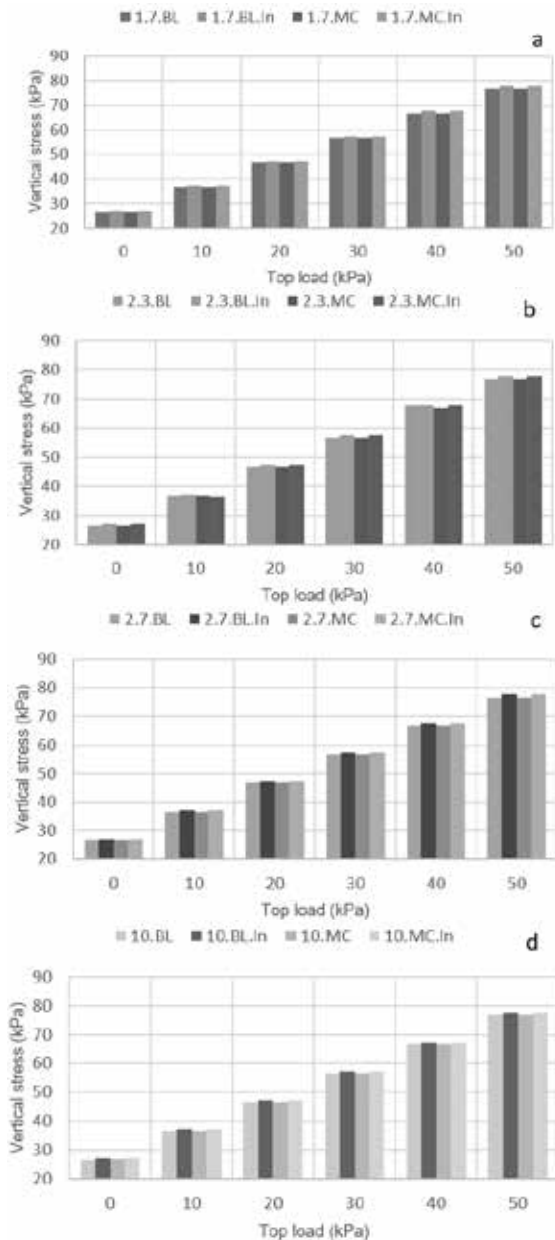 ■ 1.7.BL ■ 1.7.BL.In ■ 1.7.MC ■ 1.7.MC.In
a
Vertical stress (kPa)
90
80
70
60
50
40
30
20
0 10 20 30 40 50
Top load (kPa)
■ 2.3.BL ■ 2.3.BL.In ■ 2.3.MC ■ 2.3.MC.In
b
Vertical stress (kPa)
90
80
70
60
50
40
30
20
0 10 20 30 40 50
Top load (kPa)
■ 2.7.BL ■ 2.7.BL.In ■ 2.7.MC ■ 2.7.MC.In
c
Vertical stress (kPa)
90
80
70
60
50
40
30
20
0 10 20 30 40 50
Top load (kPa)
■ 10.BL ■ 10.BL.In ■ 10.MC ■ 10.MC.In
d
Vertical stress (kPa)
90
80
70
60
50
40
30
20
0 10 20 30 40 50
Top load (kPa)